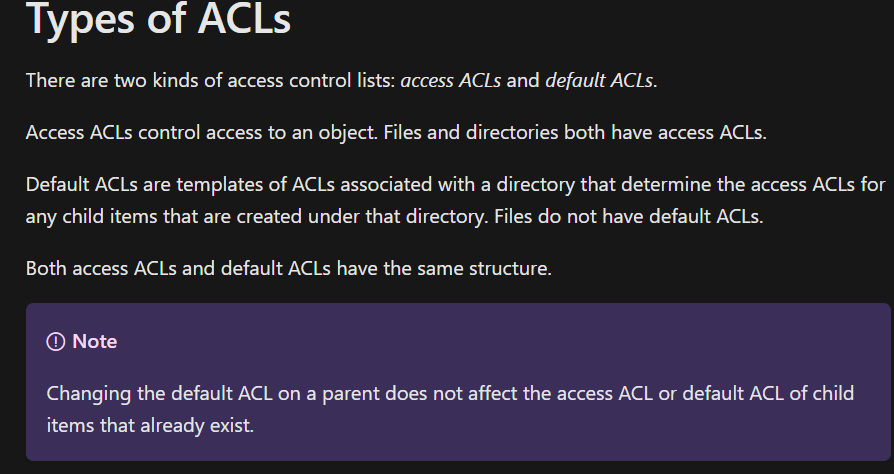 Types of ACLs
There are two kinds of access control lists: access ACLs and default ACLs.
Access ACLs control access to an object. Files and directories both have access ACLs.
Default ACLs are templates of ACLs associated with a directory that determine the access ACLs for
any child items that are created under that directory. Files do not have default ACLs.
Both access ACLs and default ACLs have the same structure.
Note
Changing the default ACL on a parent does not affect the access ACL or default ACL of child
items that already exist.